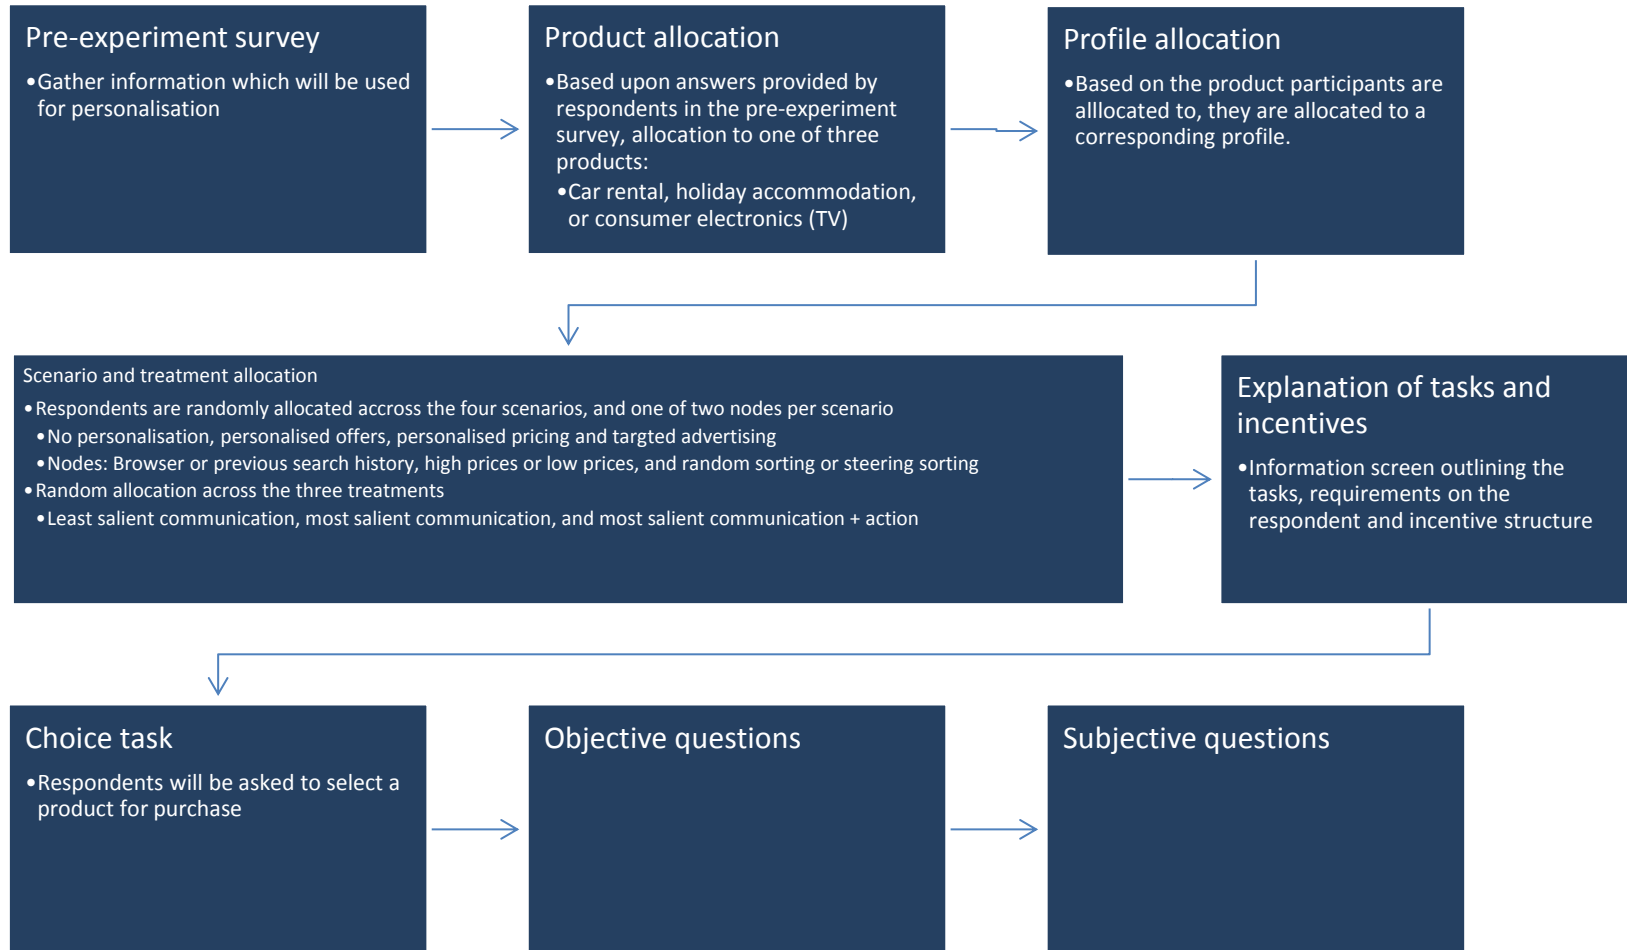 Pre-experiment survey
•Gather information which will be used
for personalisation
Product allocation
•Based upon answers provided by
respondents in the pre-experiment
survey, allocation to one of three
products:
•Car rental, holiday accommodation,
or consumer electronics (TV)
Profile allocation
•Based on the product participants are
alllocated to, they are allocated to a
corresponding profile.
Scenario and treatment allocation
•Respondents are randomly allocated accross the four scenarios, and one of two nodes per scenario
•No personalisation, personalised offers, personalised pricing and targted advertising
•Nodes: Browser or previous search history, high prices or low prices, and random sorting or steering sorting
•Random allocation across the three treatments
•Least salient communication, most salient communication, and most salient communication + action
Explanation of tasks and
incentives
•Information screen outlining the
tasks, requirements on the
respondent and incentive structure
Choice task
•Respondents will be asked to select a
product for purchase
Objective questions
Subjective questions